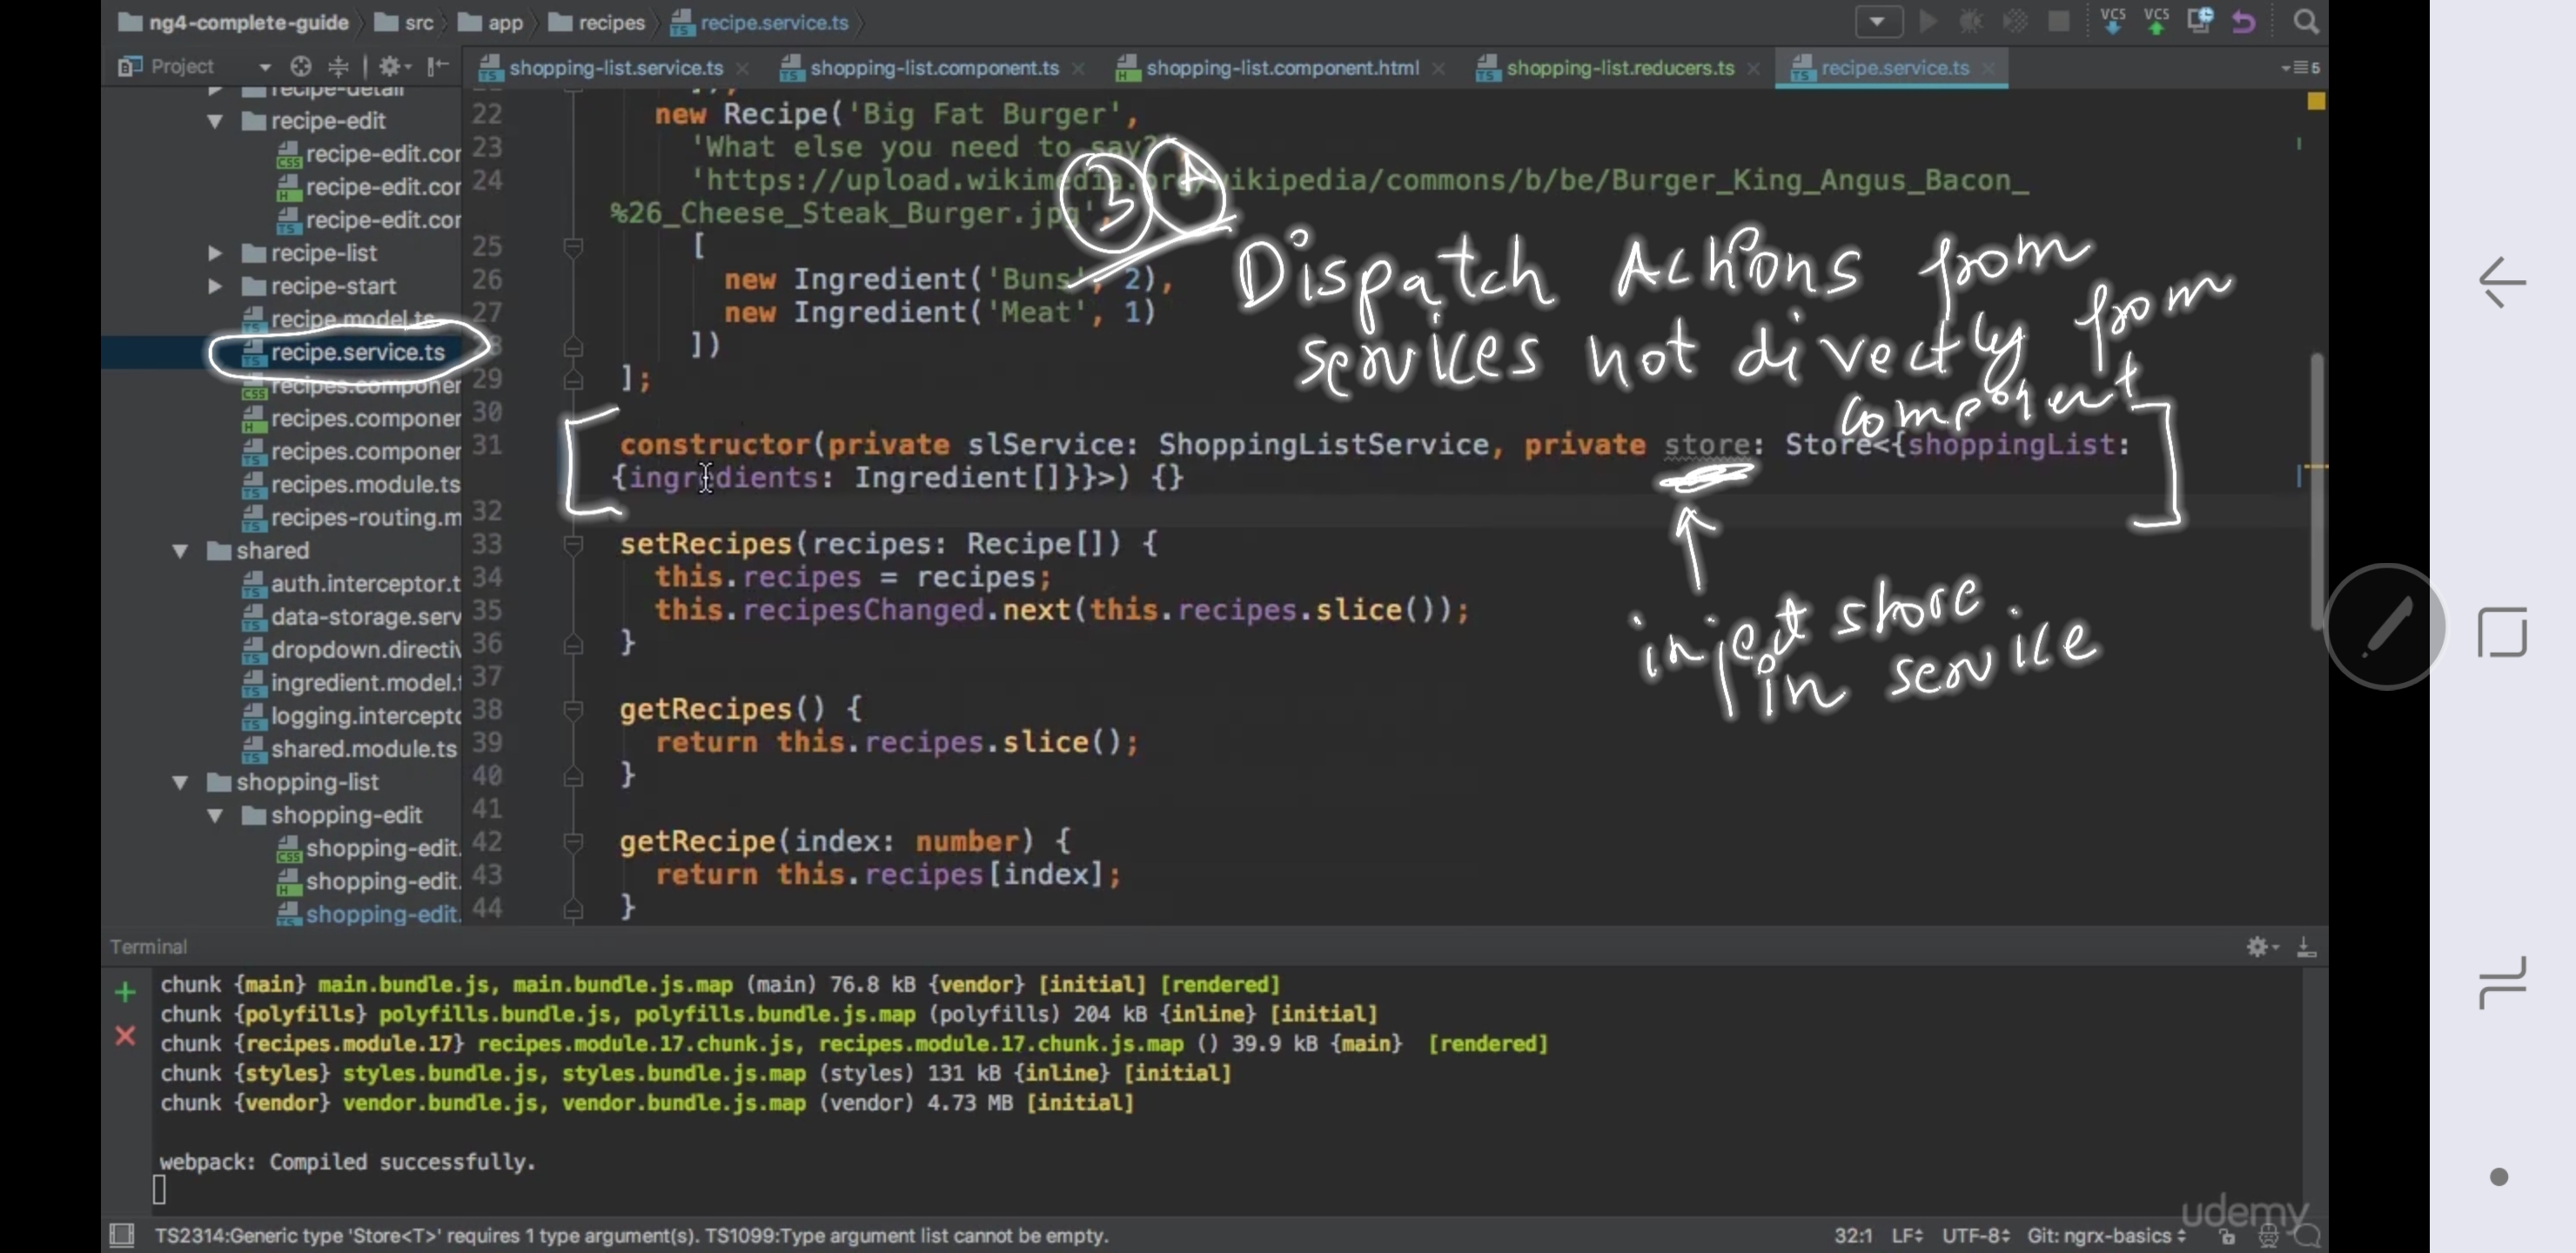 ng4-complete-guide src app recipes recipe.service.ts
VCS VCS
Project shopping-list.service.ts shopping-list.component.ts shopping-list.component.html shopping-list.reducers.ts recipe.service.ts 5
recipe-detail
recipe-edit
recipe-edit.cor
recipe-edit.cor
recipe-edit.cor
recipe-list
recipe-start
recipe.model.ts
recipe.service.ts
recipes.componer
recipes.componer
recipes.componer
recipes.module.ts
recipes-routing.m
shared
auth.interceptor.t
data-storage.serv
dropdown.directiv
ingredient.model.t
logging.interceptc
shared.module.ts
shopping-list
shopping-edit
shopping-edit.
shopping-edit.
shopping-edit.
22 new Recipe('Big Fat Burger',
23 'What else you need to say?
24 'https://upload.wikimedia.org/wikipedia/commons/b/be/Burger_King_Angus_Bacon_
%26_Cheese_Steak_Burger.jpg',
25 [
26 new Ingredient('Buns', 2),
27 new Ingredient('Meat', 1)
])
29 ];
30
31 constructor(private slService: ShoppingListService, private store: Store<{shoppingList:
{ingredients: Ingredient[]}}>) {}
32
33 setRecipes(recipes: Recipe[]) {
34 this.recipes = recipes;
35 this.recipesChanged.next(this.recipes.slice());
36 }
37
38 getRecipes() {
39 return this.recipes.slice();
40 }
41
42 getRecipe(index: number) {
43 return this.recipes[index];
44 }
3 A
Dispatch Actions from
services not directly from
component
inject store
in service
Terminal
chunk {main} main.bundle.js, main.bundle.js.map (main) 76.8 kB {vendor} [initial] [rendered]
chunk {polyfills} polyfills.bundle.js, polyfills.bundle.js.map (polyfills) 204 kB {inline} [initial]
chunk {recipes.module.17} recipes.module.17.chunk.js, recipes.module.17.chunk.js.map () 39.9 kB {main} [rendered]
chunk {styles} styles.bundle.js, styles.bundle.js.map (styles) 131 kB {inline} [initial]
chunk {vendor} vendor.bundle.js, vendor.bundle.js.map (vendor) 4.73 MB [initial]
webpack: Compiled successfully.
udemy
TS2314:Generic type 'Store<T>' requires 1 type argument(s). TS1099:Type argument list cannot be empty. 32:1 LF UTF-8 Git: ngrx-basics